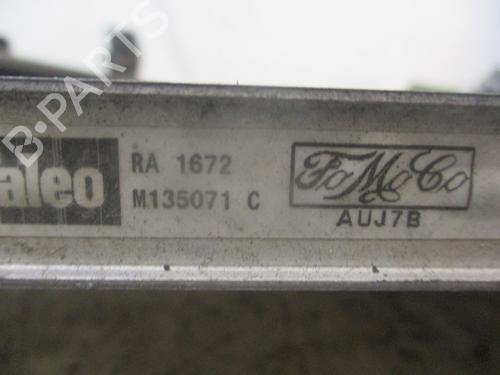 B-PARTS
aleo
RA 1672
M135071 C
FoMoCo
AUJ7B